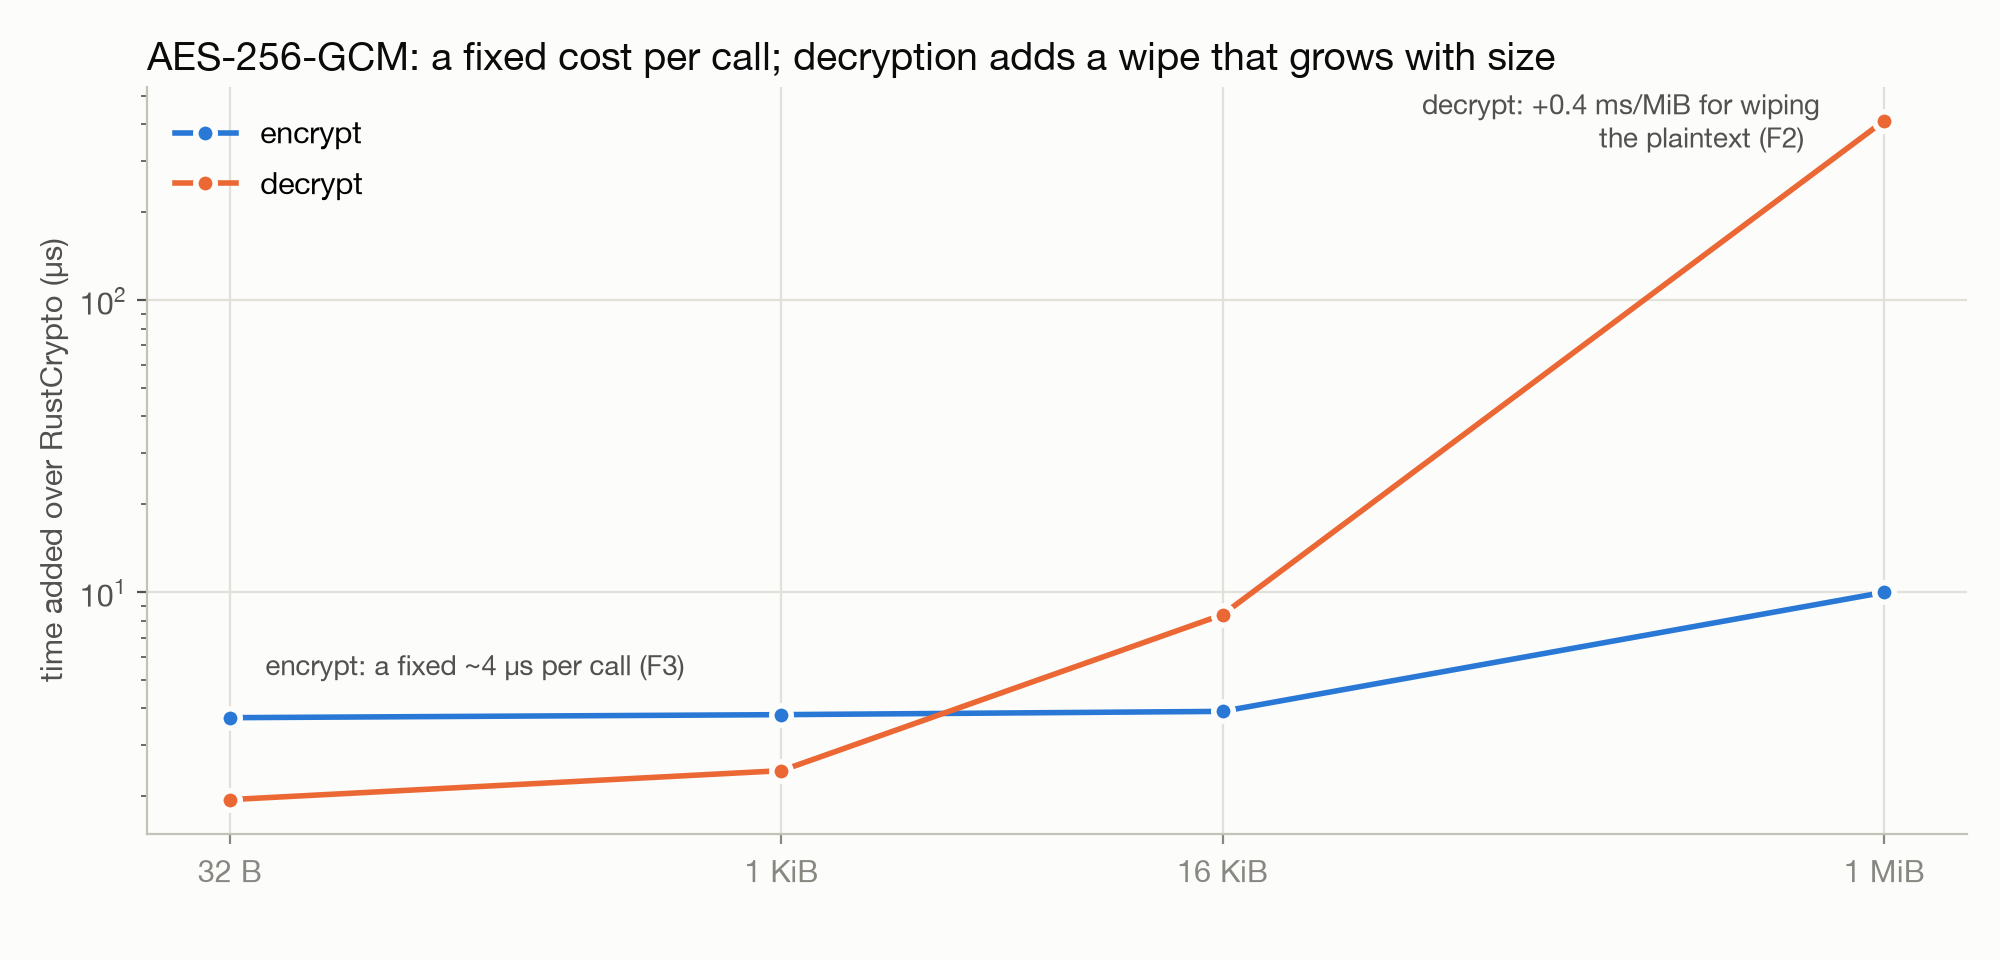 AES-256-GCM: a fixed cost per call; decryption adds a wipe that grows with size
encrypt
decrypt
decrypt: +0.4 ms/MiB for wiping
the plaintext (F2)
encrypt: a fixed ~4 µs per call (F3)
time added over RustCrypto (µs)
10²
10¹
32 B
1 KiB
16 KiB
1 MiB